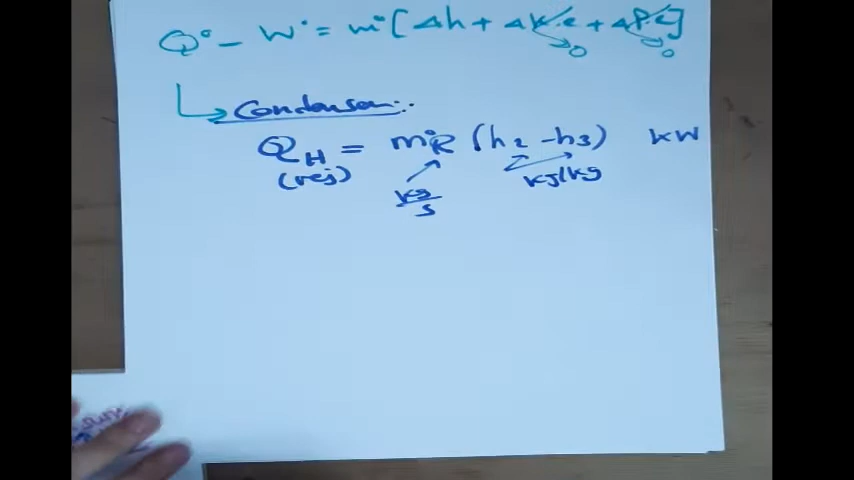 Q° - W° = m° [Δh + ΔK.e + ΔP.e]
→0 →0
Condenser:
Q_H = m°_R (h₂ - h₃) kW
(rej) kJ/kg
kg/s